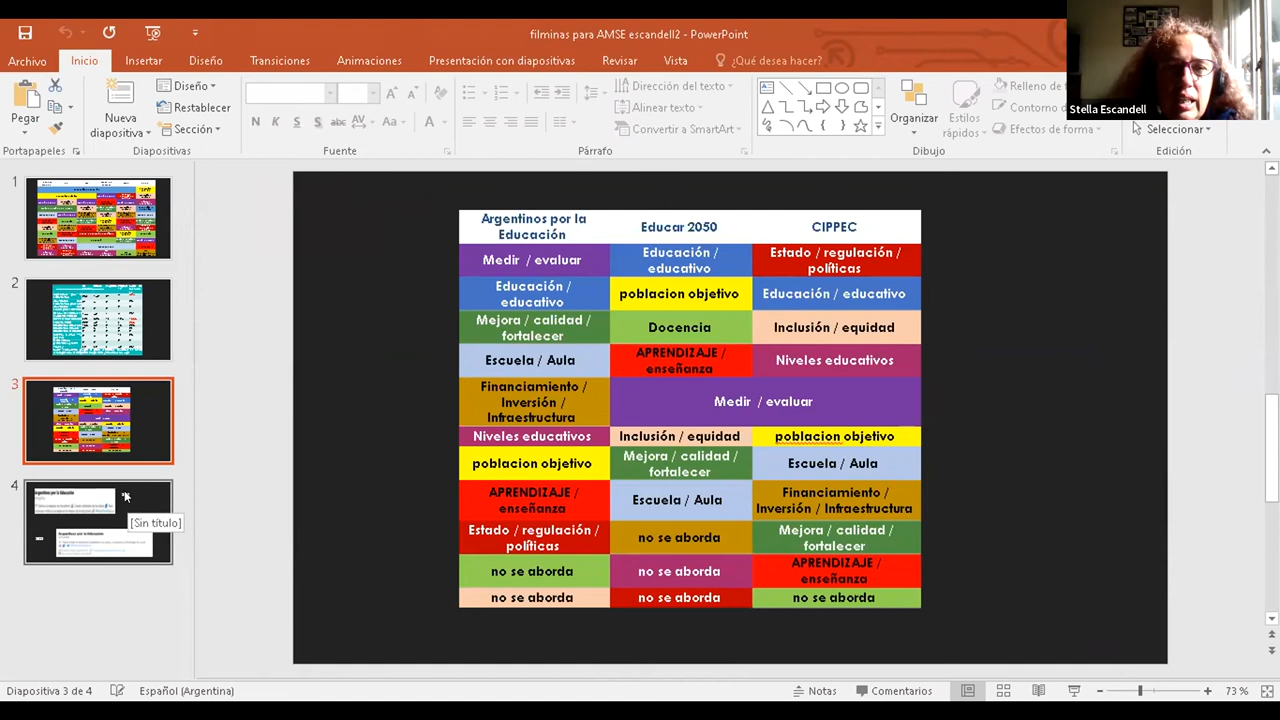 filminas para AMSE escandell2 - PowerPoint
Archivo
Inicio
Insertar
Diseño
Transiciones
Animaciones
Presentación con diapositivas
Revisar
Vista
¿Qué desea hacer?
Pegar
Nueva
diapositiva
Diseño
Restablecer
Sección
N K S S abc AV Aa A
Dirección del texto
Alinear texto
Convertir a SmartArt
Organizar
Estilos
rápidos
Relleno de
Contorno d
Efectos de forma
Seleccionar
Portapapeles
Diapositivas
Fuente
Párrafo
Dibujo
Edición
Stella Escandell
1
2
3
4
[Sin título]
Argentinos por la
Educación
Educar 2050
CIPPEC
Medir / evaluar
Educación /
educativo
Estado / regulación /
políticas
Educación /
educativo
poblacion objetivo
Educación / educativo
Mejora / calidad /
fortalecer
Docencia
Inclusión / equidad
Escuela / Aula
APRENDIZAJE /
enseñanza
Niveles educativos
Financiamiento /
Inversión /
Infraestructura
Medir / evaluar
Niveles educativos
Inclusión / equidad
poblacion objetivo
poblacion objetivo
Mejora / calidad /
fortalecer
Escuela / Aula
APRENDIZAJE /
enseñanza
Escuela / Aula
Financiamiento /
Inversión / Infraestructura
Estado / regulación /
políticas
no se aborda
Mejora / calidad /
fortalecer
no se aborda
no se aborda
APRENDIZAJE /
enseñanza
no se aborda
no se aborda
no se aborda
Diapositiva 3 de 4
Español (Argentina)
Notas
Comentarios
73 %